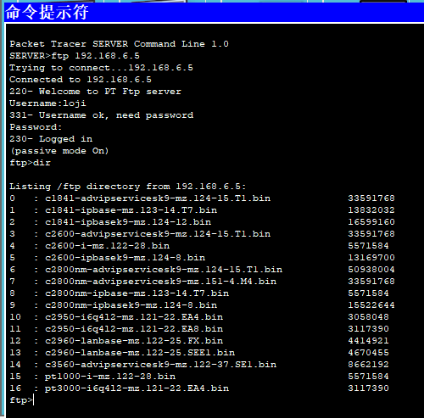 命令提示符
Packet Tracer SERVER Command Line 1.0
SERVER>ftp 192.168.6.5
Trying to connect...192.168.6.5
Connected to 192.168.6.5
220- Welcome to PT Ftp server
Username:loji
331- Username ok, need password
Password:
230- Logged in
(passive mode On)
ftp>dir
Listing /ftp directory from 192.168.6.5:
0 : c1841-advipservicesk9-mz.124-15.T1.bin 33591768
1 : c1841-ipbase-mz.123-14.T7.bin 13832032
2 : c1841-ipbasek9-mz.124-12.bin 16599160
3 : c2600-advipservicesk9-mz.124-15.T1.bin 33591768
4 : c2600-i-mz.122-28.bin 5571584
5 : c2600-ipbasek9-mz.124-8.bin 13169700
6 : c2800nm-advipservicesk9-mz.124-15.T1.bin 50938004
7 : c2800nm-advipservicesk9-mz.151-4.M4.bin 33591768
8 : c2800nm-ipbase-mz.123-14.T7.bin 5571584
9 : c2800nm-ipbasek9-mz.124-8.bin 15522644
10 : c2950-i6q4l2-mz.121-22.EA4.bin 3058048
11 : c2950-i6q4l2-mz.121-22.EA8.bin 3117390
12 : c2960-lanbase-mz.122-25.FX.bin 4414921
13 : c2960-lanbase-mz.122-25.SEE1.bin 4670455
14 : c3560-advipservicesk9-mz.122-37.SE1.bin 8662192
15 : pt1000-i-mz.122-28.bin 5571584
16 : pt3000-i6q4l2-mz.121-22.EA4.bin 3117390
ftp>